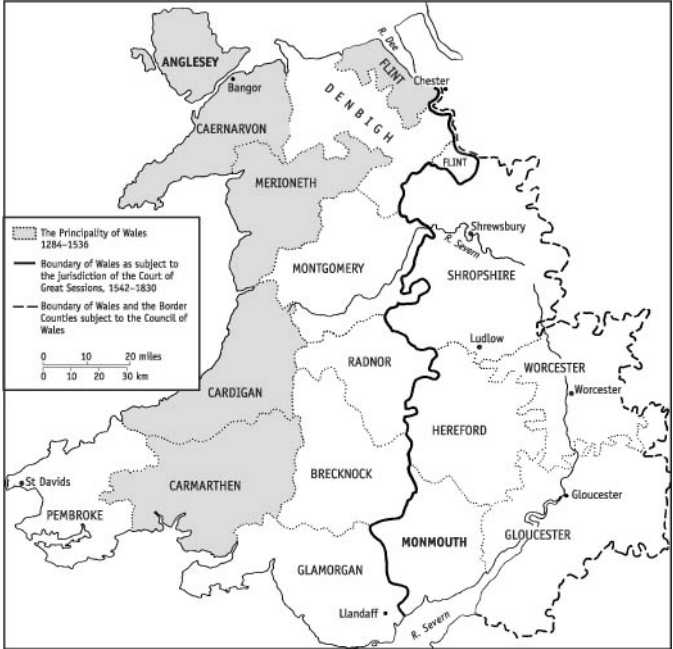 ANGLESEY
Bangor
CAERNARVON
R. Dee
FLINT
Chester
DENBIGH
FLINT
MERIONETH
The Principality of Wales
1284–1536
Boundary of Wales as subject to
the jurisdiction of the Court of
Great Sessions, 1542–1830
Boundary of Wales and the Border
Counties subject to the Council of
Wales
0 10 20 miles
0 10 20 30 km
MONTGOMERY
Shrewsbury
R. Severn
SHROPSHIRE
RADNOR
Ludlow
WORCESTER
Worcester
CARDIGAN
HEREFORD
St Davids
CARMARTHEN
BRECKNOCK
Gloucester
PEMBROKE
MONMOUTH
GLOUCESTER
GLAMORGAN
Llandaff
R. Severn